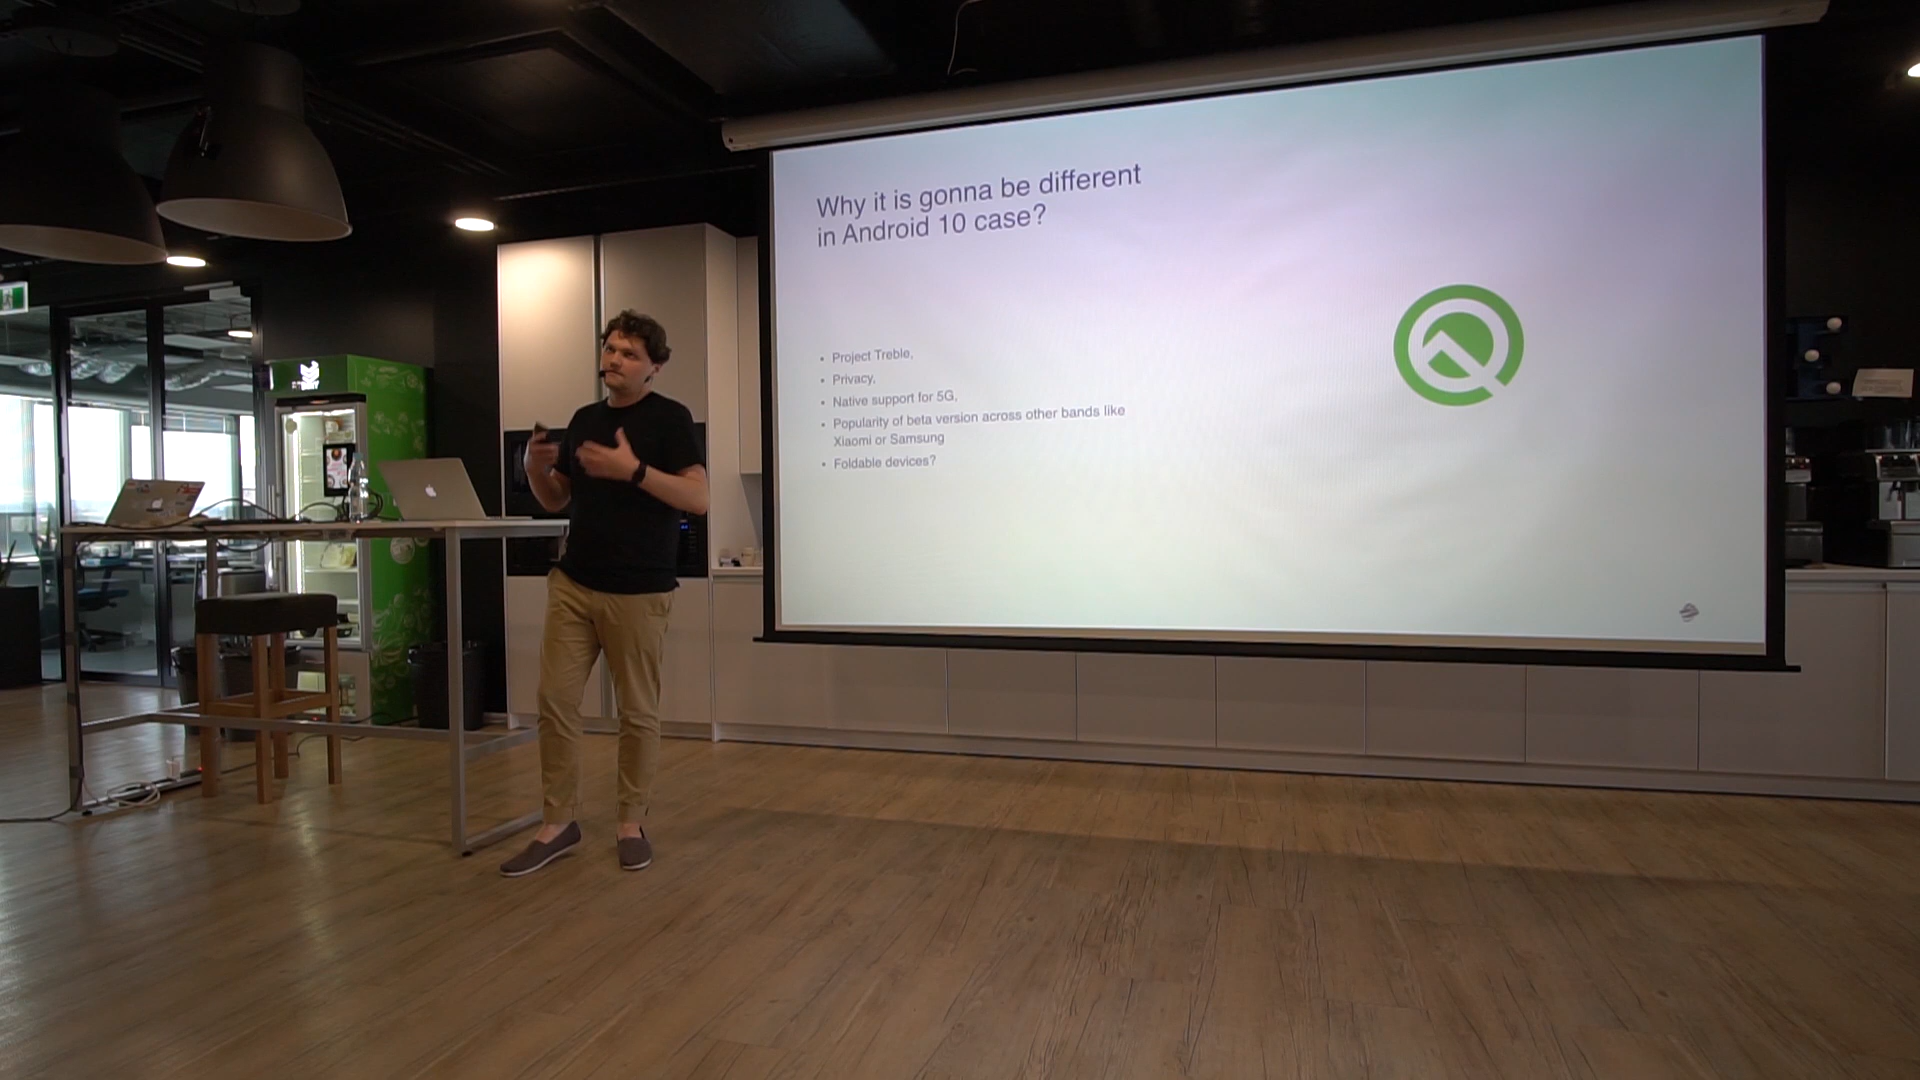 Why it is gonna be different
in Android 10 case?
• Project Treble,
• Privacy,
• Native support for 5G,
• Popularity of beta version across other bands like
Xiaomi or Samsung
• Foldable devices?